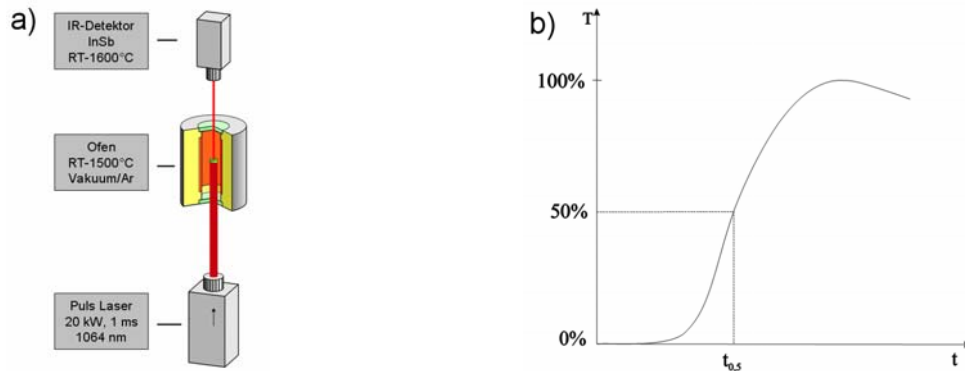 a)
IR-Detektor
InSb
RT-1600°C
Ofen
RT-1500°C
Vakuum/Ar
Puls Laser
20 kW, 1 ms
1064 nm
b)
T
100%
50%
0%
t0,5
t